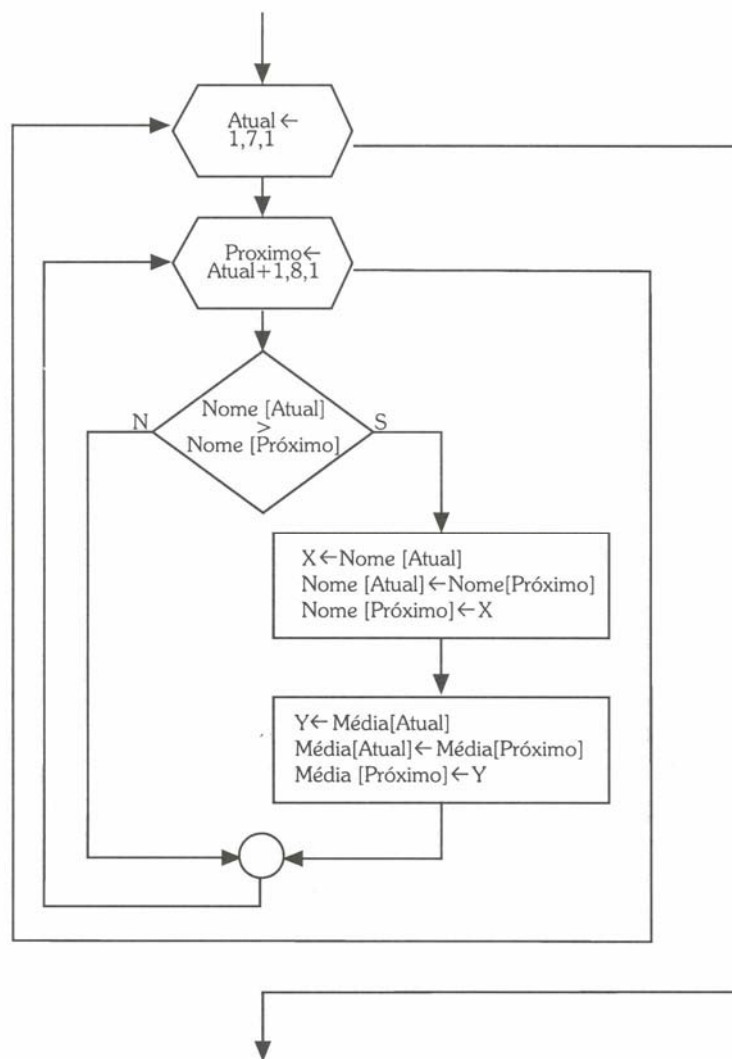 Atual ←
1,7,1
Proximo←
Atual+1,8,1
N
Nome [Atual]
>
Nome [Próximo]
S
X←Nome [Atual]
Nome [Atual]←Nome[Próximo]
Nome [Próximo]←X
Y←Média[Atual]
Média[Atual]←Média[Próximo]
Média [Próximo]←Y